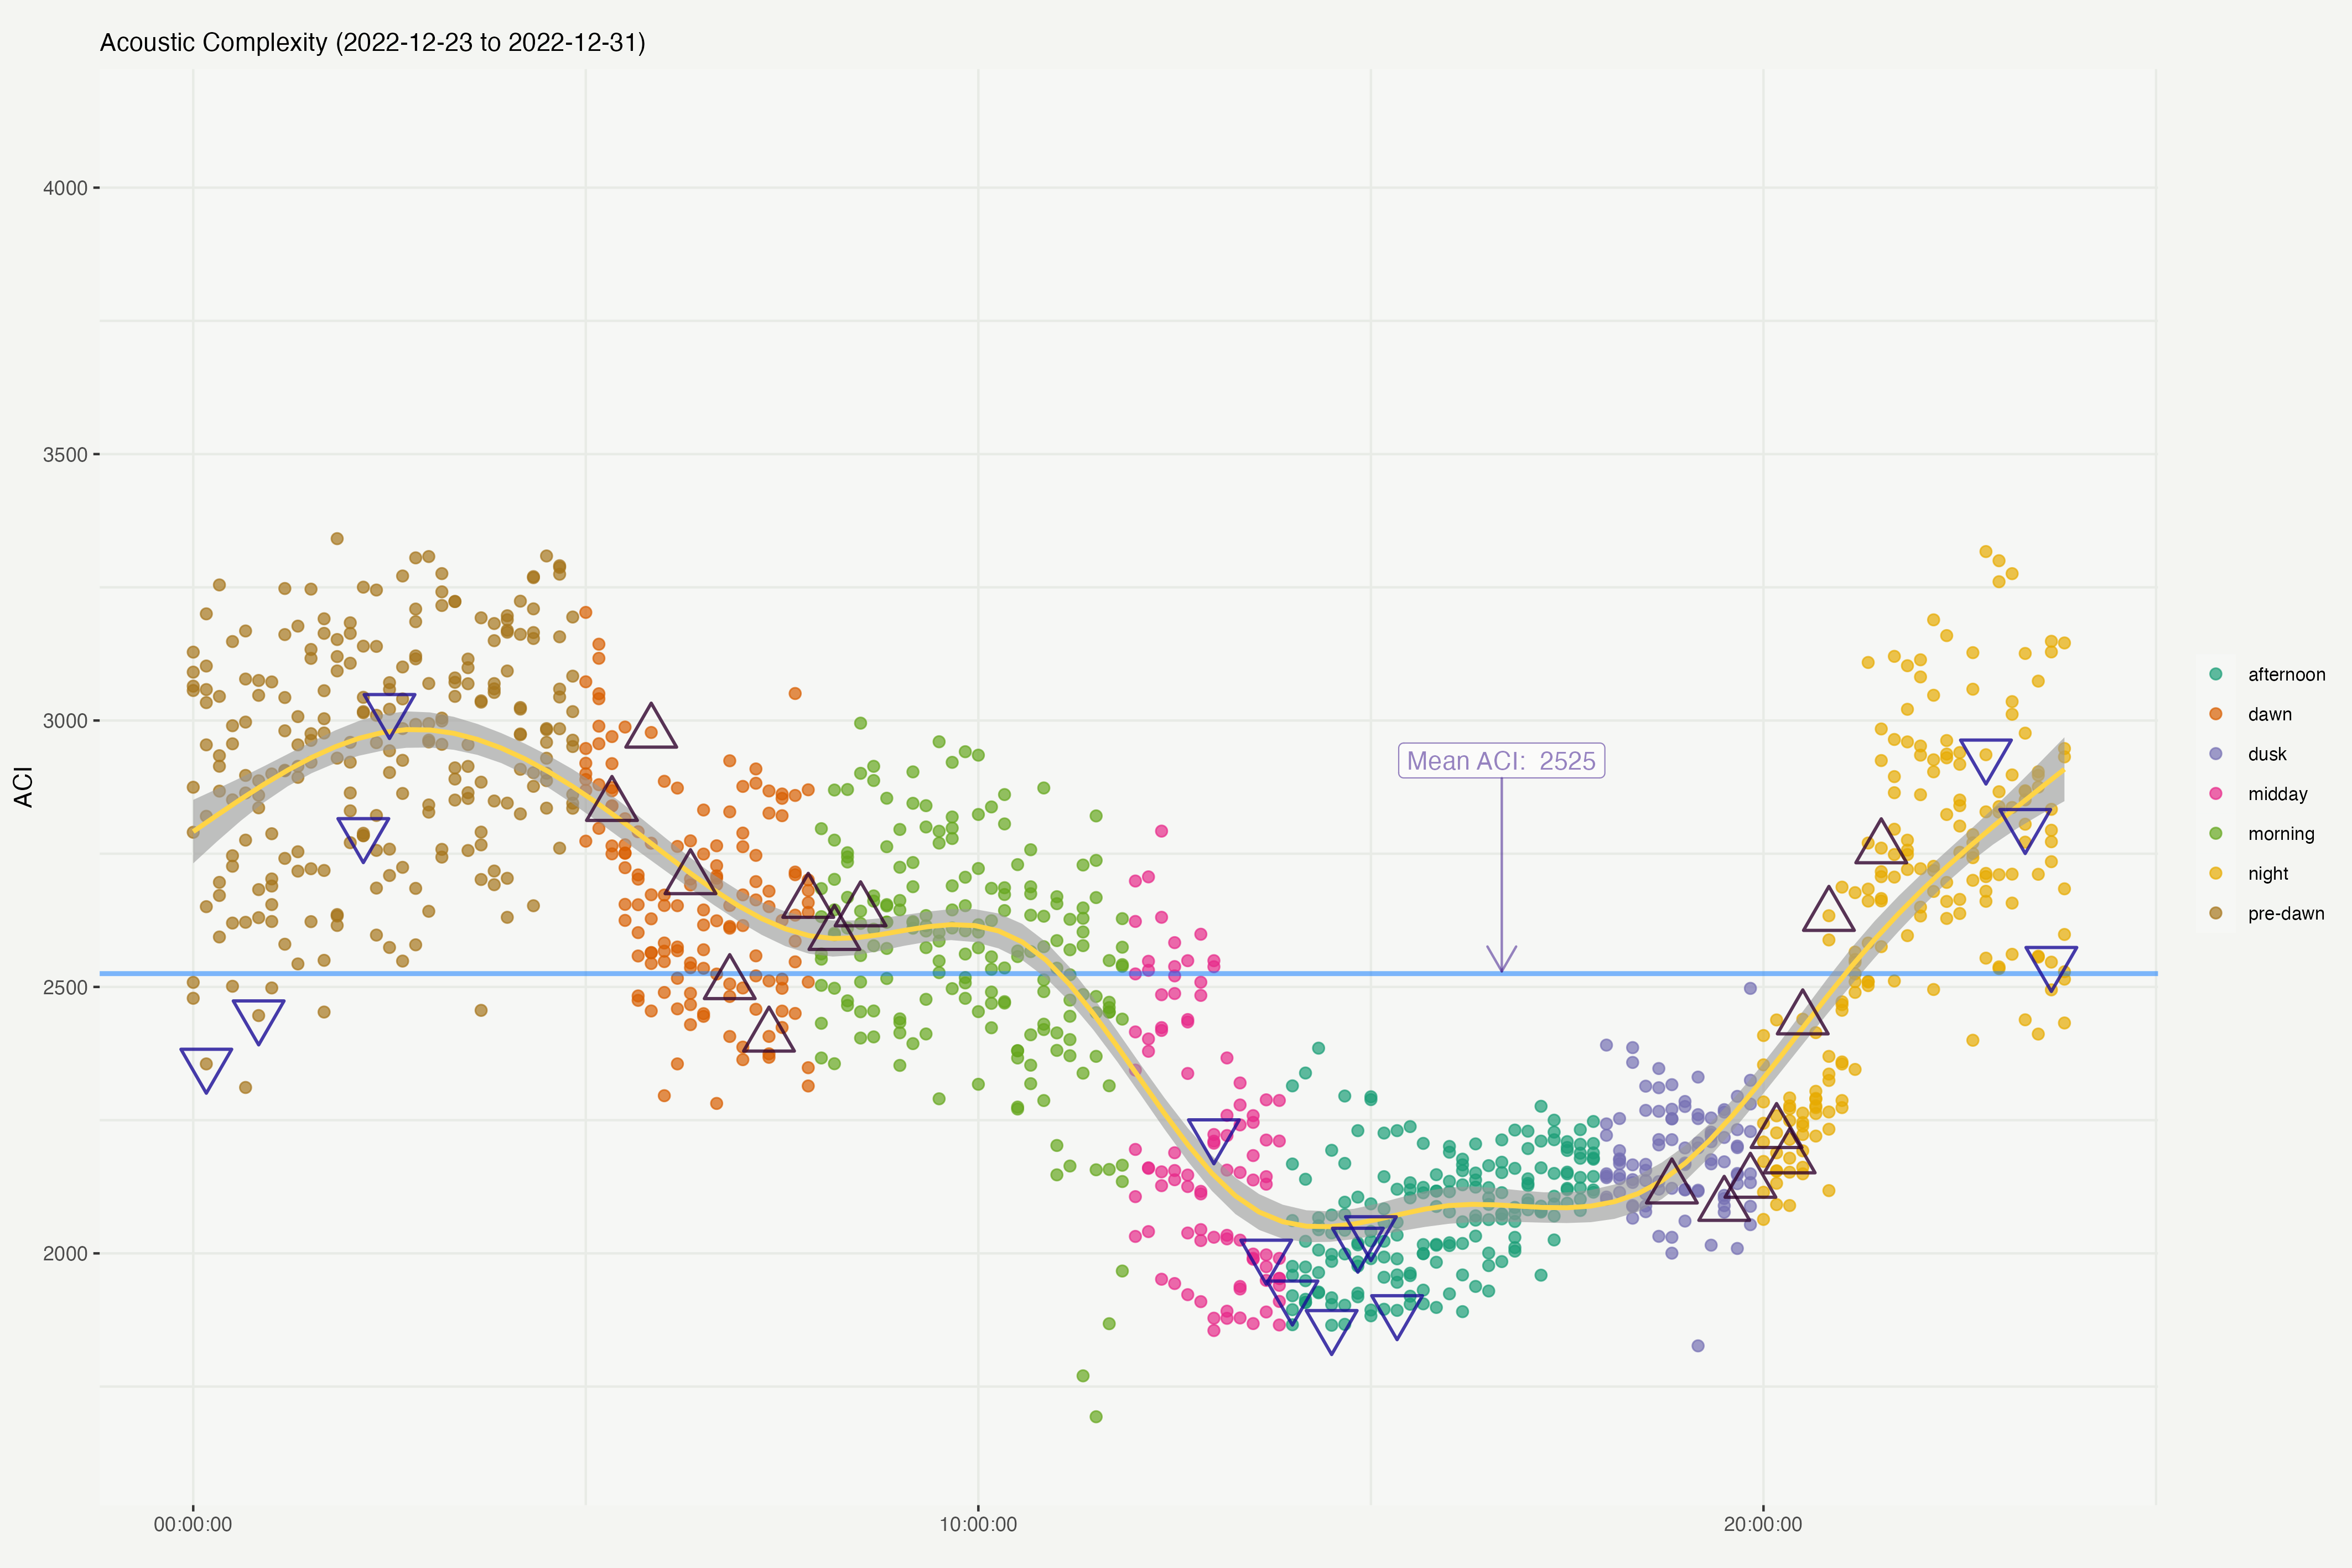 Acoustic Complexity (2022-12-23 to 2022-12-31)
4000
3500
3000
2500
2000
ACI
Mean ACI:  2525
00:00:00
10:00:00
20:00:00
afternoon
dawn
dusk
midday
morning
night
pre-dawn